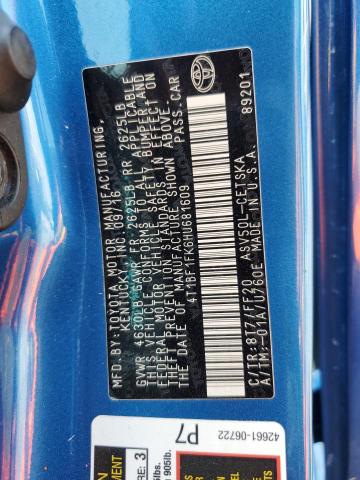 MFD.BY:TOYOTA MOTOR MANUFACTURING,
KENTUCKY,INC. 09/16
GVWR 4630LB GAWR FR:2625LB RR 2625LB
THIS VEHICLE CONFORMS TO ALL APPLICABLE
FEDERAL MOTOR VEHICLE SAFETY BUMPER AND
THEFT PREVENTION STANDARDS IN EFFECT ON
THE DATE OF MANUFACTURE SHOWN ABOVE.
4T1BF1FK6HU681609 PASS.CAR
C/TR:8T7/FF20 ASV50L-CETSKA
A/TM:-01A/U760E MADE IN U.S.A. 89201
TOYOTA
42661-06722
P7
3